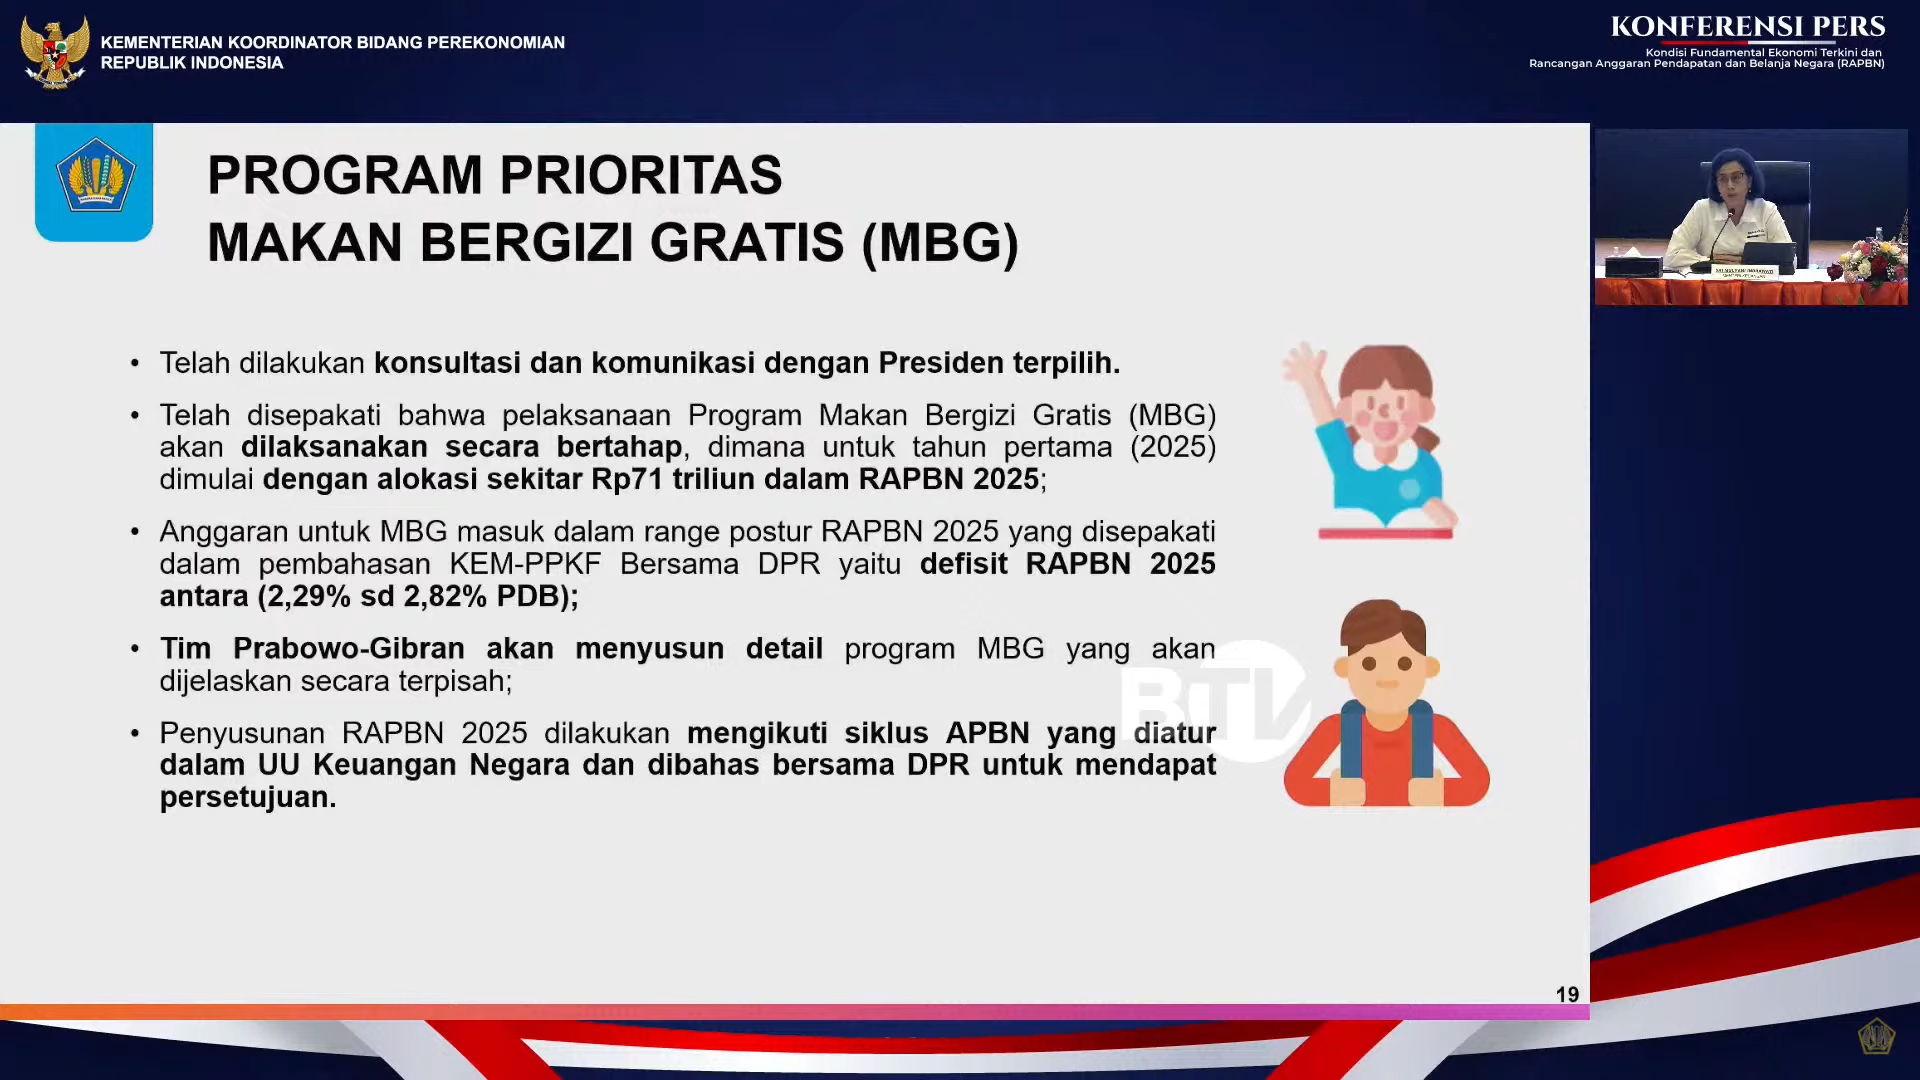 KEMENTERIAN KOORDINATOR BIDANG PEREKONOMIAN
REPUBLIK INDONESIA
KONFERENSI PERS
Kondisi Fundamental Ekonomi Terkini dan
Rancangan Anggaran Pendapatan dan Belanja Negara (RAPBN)
PROGRAM PRIORITAS
MAKAN BERGIZI GRATIS (MBG)
• Telah dilakukan konsultasi dan komunikasi dengan Presiden terpilih.
• Telah disepakati bahwa pelaksanaan Program Makan Bergizi Gratis (MBG)
akan dilaksanakan secara bertahap, dimana untuk tahun pertama (2025)
dimulai dengan alokasi sekitar Rp71 triliun dalam RAPBN 2025;
• Anggaran untuk MBG masuk dalam range postur RAPBN 2025 yang disepakati
dalam pembahasan KEM-PPKF Bersama DPR yaitu defisit RAPBN 2025
antara (2,29% sd 2,82% PDB);
• Tim Prabowo-Gibran akan menyusun detail program MBG yang akan
dijelaskan secara terpisah;
• Penyusunan RAPBN 2025 dilakukan mengikuti siklus APBN yang diatur
dalam UU Keuangan Negara dan dibahas bersama DPR untuk mendapat
persetujuan.
BTV
SRI MULYANI INDRAWATI
19